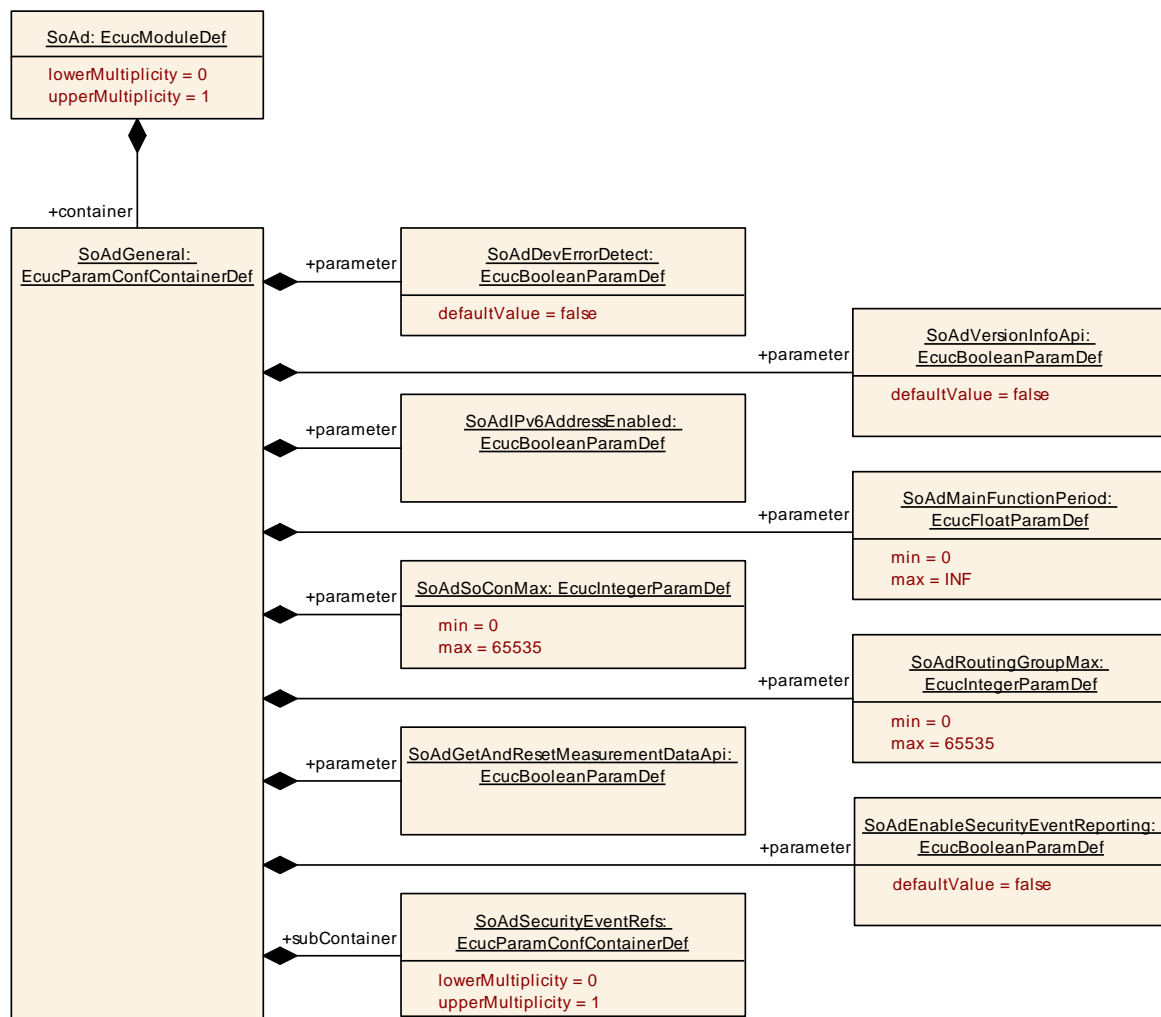 SoAd: EcucModuleDef
lowerMultiplicity = 0
upperMultiplicity = 1
+container
SoAdGeneral:
EcucParamConfContainerDef
+parameter
SoAdDevErrorDetect:
EcucBooleanParamDef
defaultValue = false
+parameter
SoAdVersionInfoApi:
EcucBooleanParamDef
defaultValue = false
+parameter
SoAdIPv6AddressEnabled:
EcucBooleanParamDef
+parameter
SoAdMainFunctionPeriod:
EcucFloatParamDef
min = 0
max = INF
+parameter
SoAdSoConMax: EcucIntegerParamDef
min = 0
max = 65535
+parameter
SoAdRoutingGroupMax:
EcucIntegerParamDef
min = 0
max = 65535
+parameter
SoAdGetAndResetMeasurementDataApi:
EcucBooleanParamDef
+parameter
SoAdEnableSecurityEventReporting:
EcucBooleanParamDef
defaultValue = false
+subContainer
SoAdSecurityEventRefs:
EcucParamConfContainerDef
lowerMultiplicity = 0
upperMultiplicity = 1